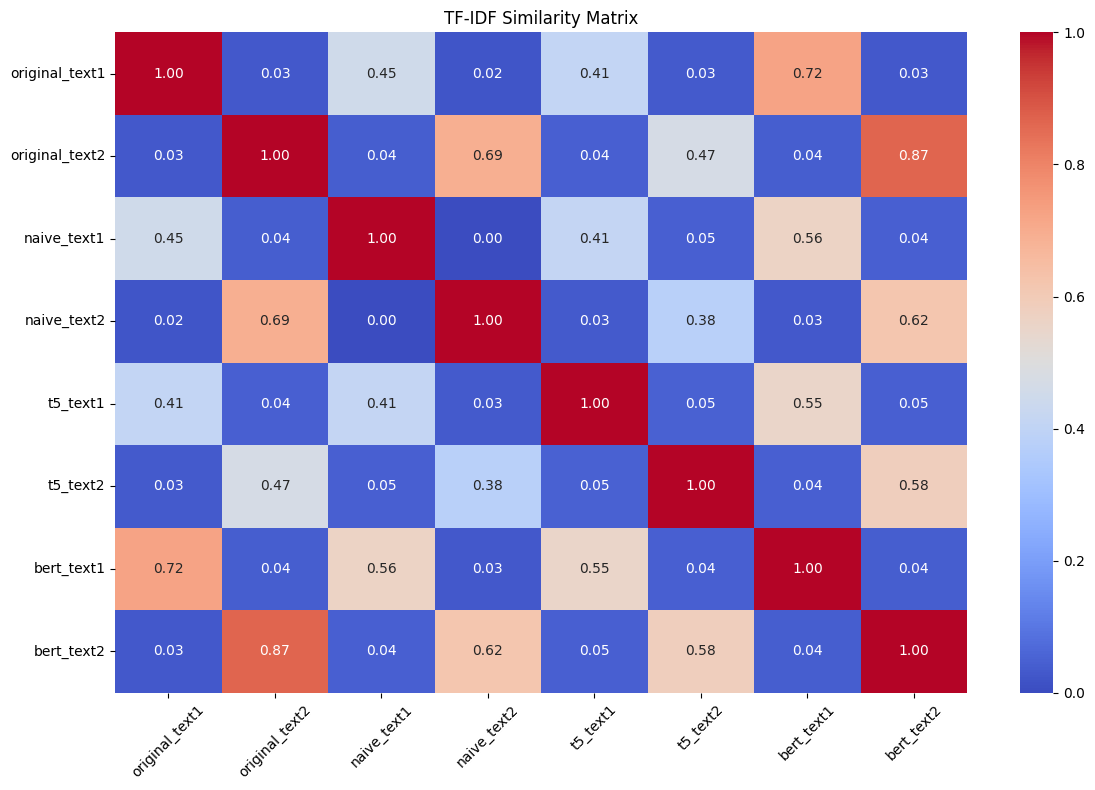 TF-IDF Similarity Matrix
original_text1 1.00 0.03 0.45 0.02 0.41 0.03 0.72 0.03
original_text2 0.03 1.00 0.04 0.69 0.04 0.47 0.04 0.87
naive_text1 0.45 0.04 1.00 0.00 0.41 0.05 0.56 0.04
naive_text2 0.02 0.69 0.00 1.00 0.03 0.38 0.03 0.62
t5_text1 0.41 0.04 0.41 0.03 1.00 0.05 0.55 0.05
t5_text2 0.03 0.47 0.05 0.38 0.05 1.00 0.04 0.58
bert_text1 0.72 0.04 0.56 0.03 0.55 0.04 1.00 0.04
bert_text2 0.03 0.87 0.04 0.62 0.05 0.58 0.04 1.00
original_text1 original_text2 naive_text1 naive_text2 t5_text1 t5_text2 bert_text1 bert_text2
1.0
0.8
0.6
0.4
0.2
0.0